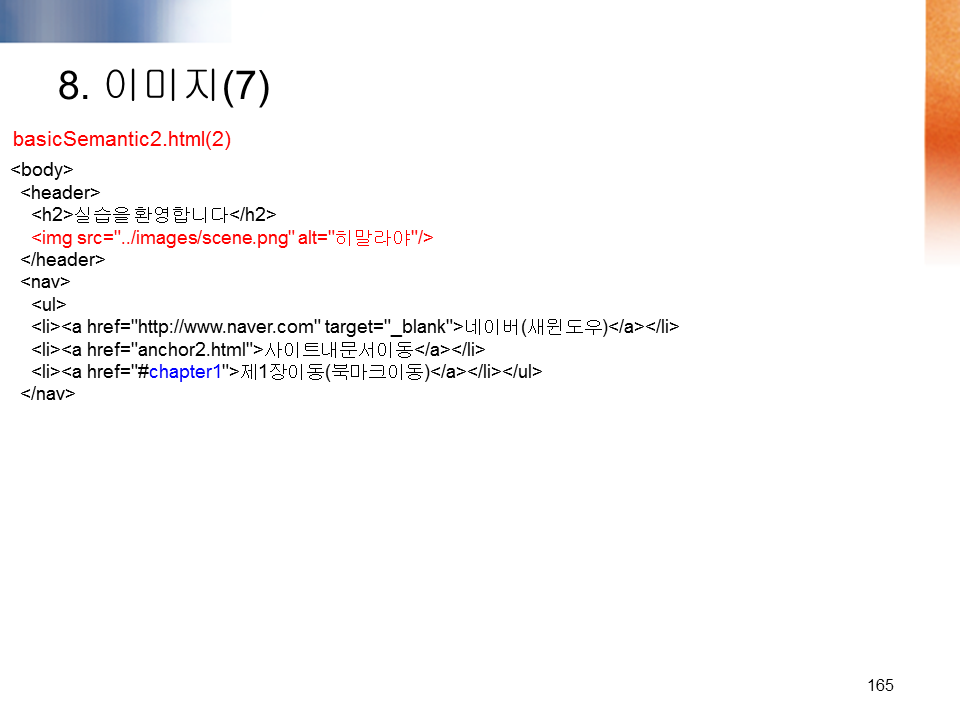 8. 이미지(7)
basicSemantic2.html(2)
<body>
<header>
<h2>실습을 환영합니다</h2>
<img src="../images/scene.png" alt="히말라야"/>
</header>
<nav>
<ul>
<li><a href="http://www.naver.com" target="_blank">네이버(새윈도우)</a></li>
<li><a href="anchor2.html">사이트내문서이동</a></li>
<li><a href="#chapter1">제1장이동(북마크이동)</a></li></ul>
</nav>
165